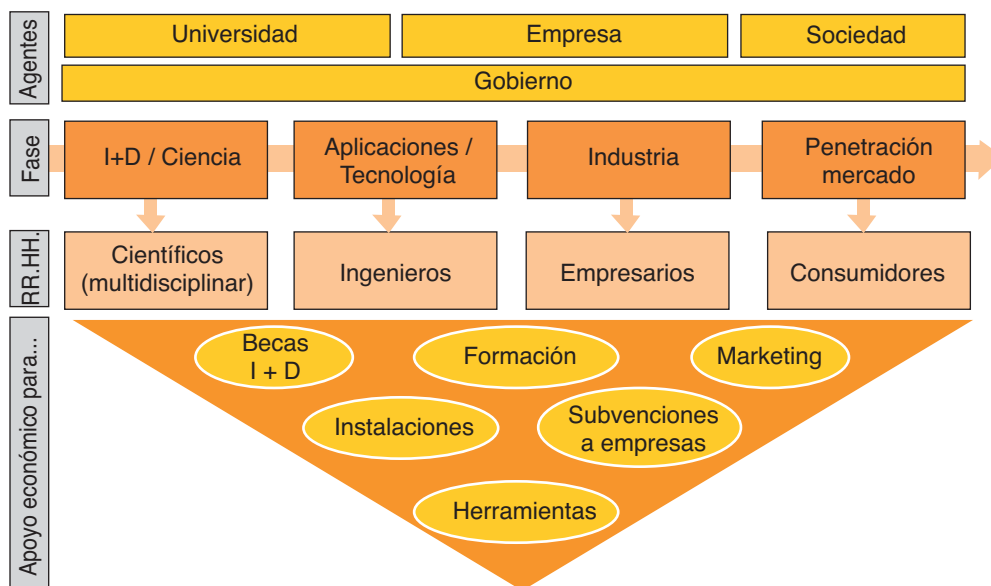 Agentes
Universidad
Empresa
Sociedad
Gobierno
Fase
I+D / Ciencia
Aplicaciones /
Tecnología
Industria
Penetración
mercado
RR.HH.
Científicos
(multidisciplinar)
Ingenieros
Empresarios
Consumidores
Apoyo económico para...
Becas
I + D
Formación
Marketing
Instalaciones
Subvenciones
a empresas
Herramientas